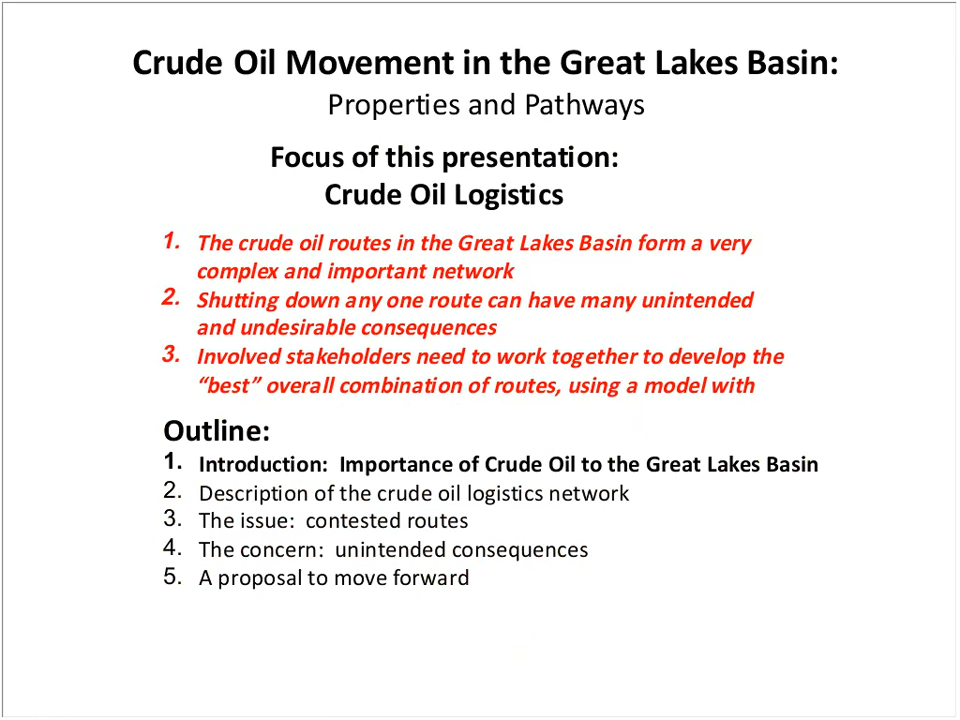 Crude Oil Movement in the Great Lakes Basin:
Properties and Pathways
Focus of this presentation:
Crude Oil Logistics
1. The crude oil routes in the Great Lakes Basin form a very
complex and important network
2. Shutting down any one route can have many unintended
and undesirable consequences
3. Involved stakeholders need to work together to develop the
“best” overall combination of routes, using a model with
Outline:
1. Introduction: Importance of Crude Oil to the Great Lakes Basin
2. Description of the crude oil logistics network
3. The issue: contested routes
4. The concern: unintended consequences
5. A proposal to move forward